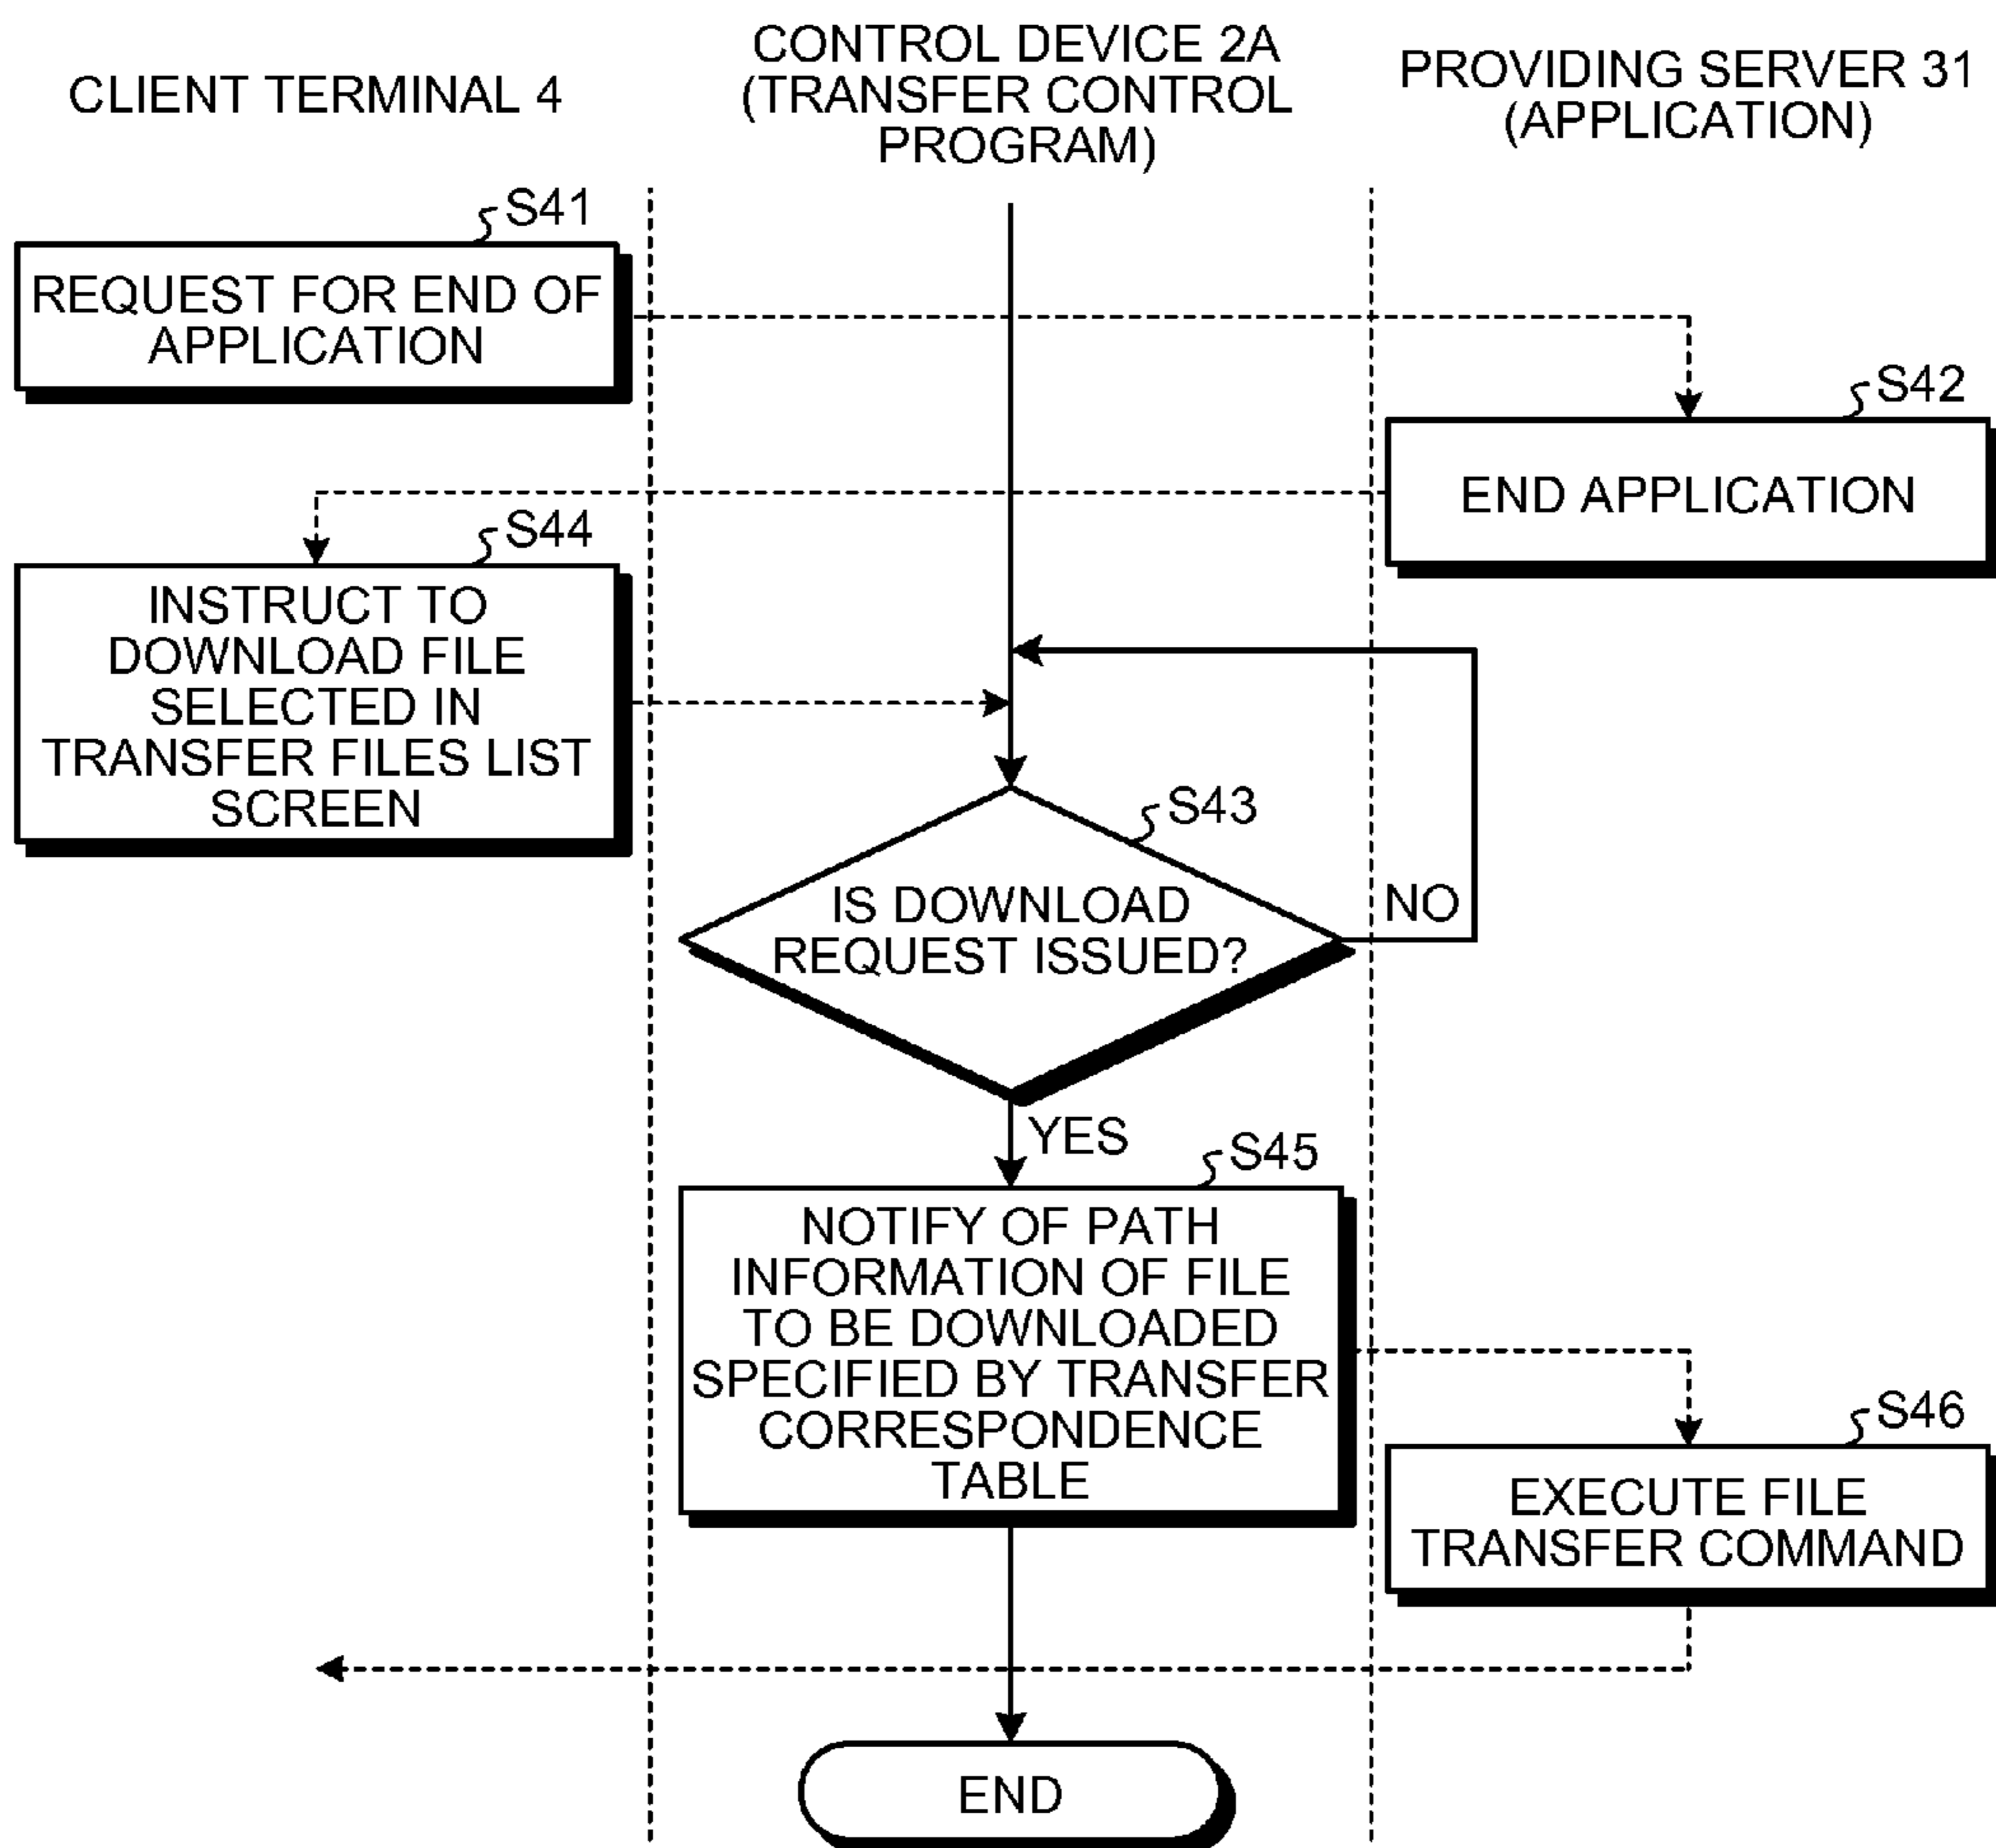 CLIENT TERMINAL 4
CONTROL DEVICE 2A
(TRANSFER CONTROL
PROGRAM)
PROVIDING SERVER 31
(APPLICATION)
S41
REQUEST FOR END OF
APPLICATION
S42
END APPLICATION
S44
INSTRUCT TO
DOWNLOAD FILE
SELECTED IN
TRANSFER FILES LIST
SCREEN
S43
IS DOWNLOAD
REQUEST ISSUED?
NO
YES
S45
NOTIFY OF PATH
INFORMATION OF FILE
TO BE DOWNLOADED
SPECIFIED BY TRANSFER
CORRESPONDENCE
TABLE
S46
EXECUTE FILE
TRANSFER COMMAND
END